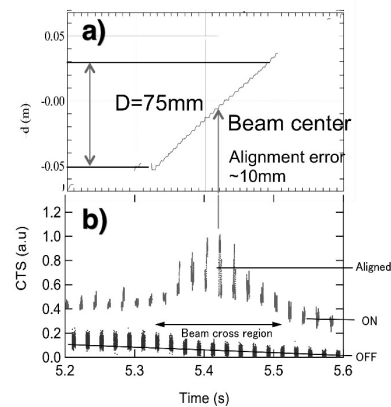 a)
0.05
-0.00
-0.05
d (m)
D=75mm
Beam center
Alignment error
~10mm
b)
CTS (a.u)
1.2
1.0
0.8
0.6
0.4
0.2
0.0
Aligned
Beam cross region
ON
OFF
5.2
5.3
5.4
5.5
5.6
Time (s)